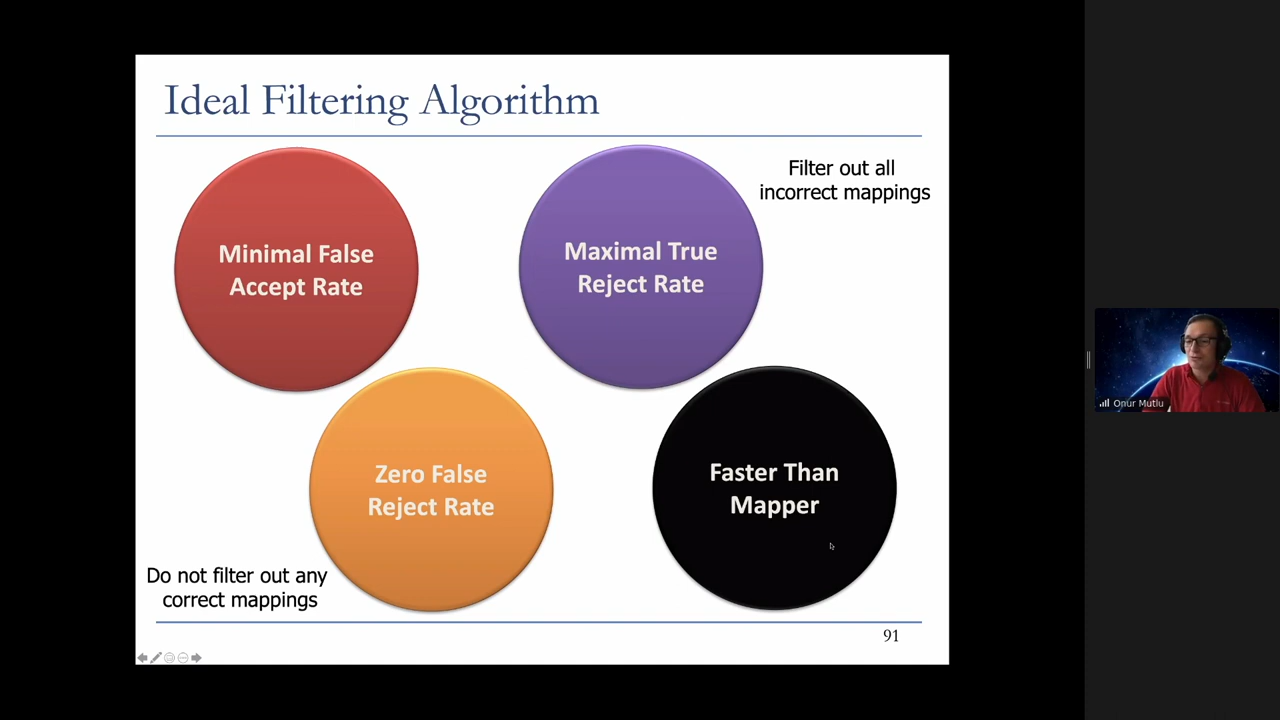 Ideal Filtering Algorithm
Minimal False
Accept Rate
Maximal True
Reject Rate
Filter out all
incorrect mappings
Zero False
Reject Rate
Faster Than
Mapper
Do not filter out any
correct mappings
91
Onur Mutlu